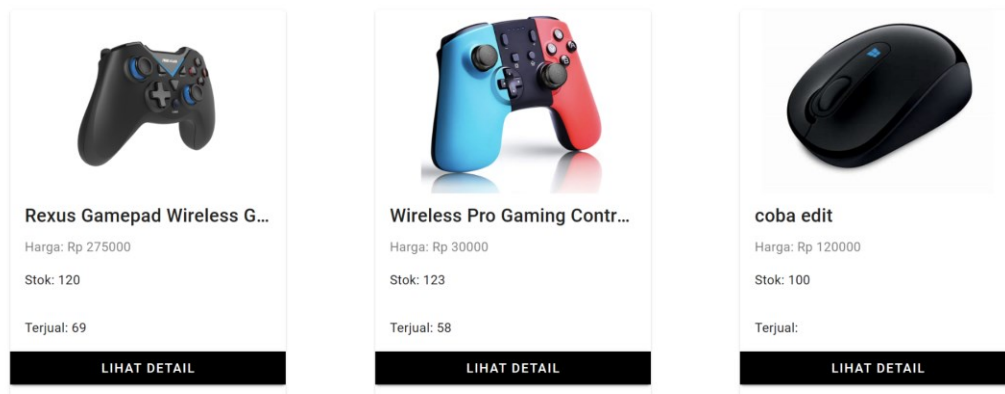 Rexus Gamepad Wireless G...
Harga: Rp 275000
Stok: 120
Terjual: 69
LIHAT DETAIL
Wireless Pro Gaming Contr...
Harga: Rp 30000
Stok: 123
Terjual: 58
LIHAT DETAIL
coba edit
Harga: Rp 120000
Stok: 100
Terjual:
LIHAT DETAIL